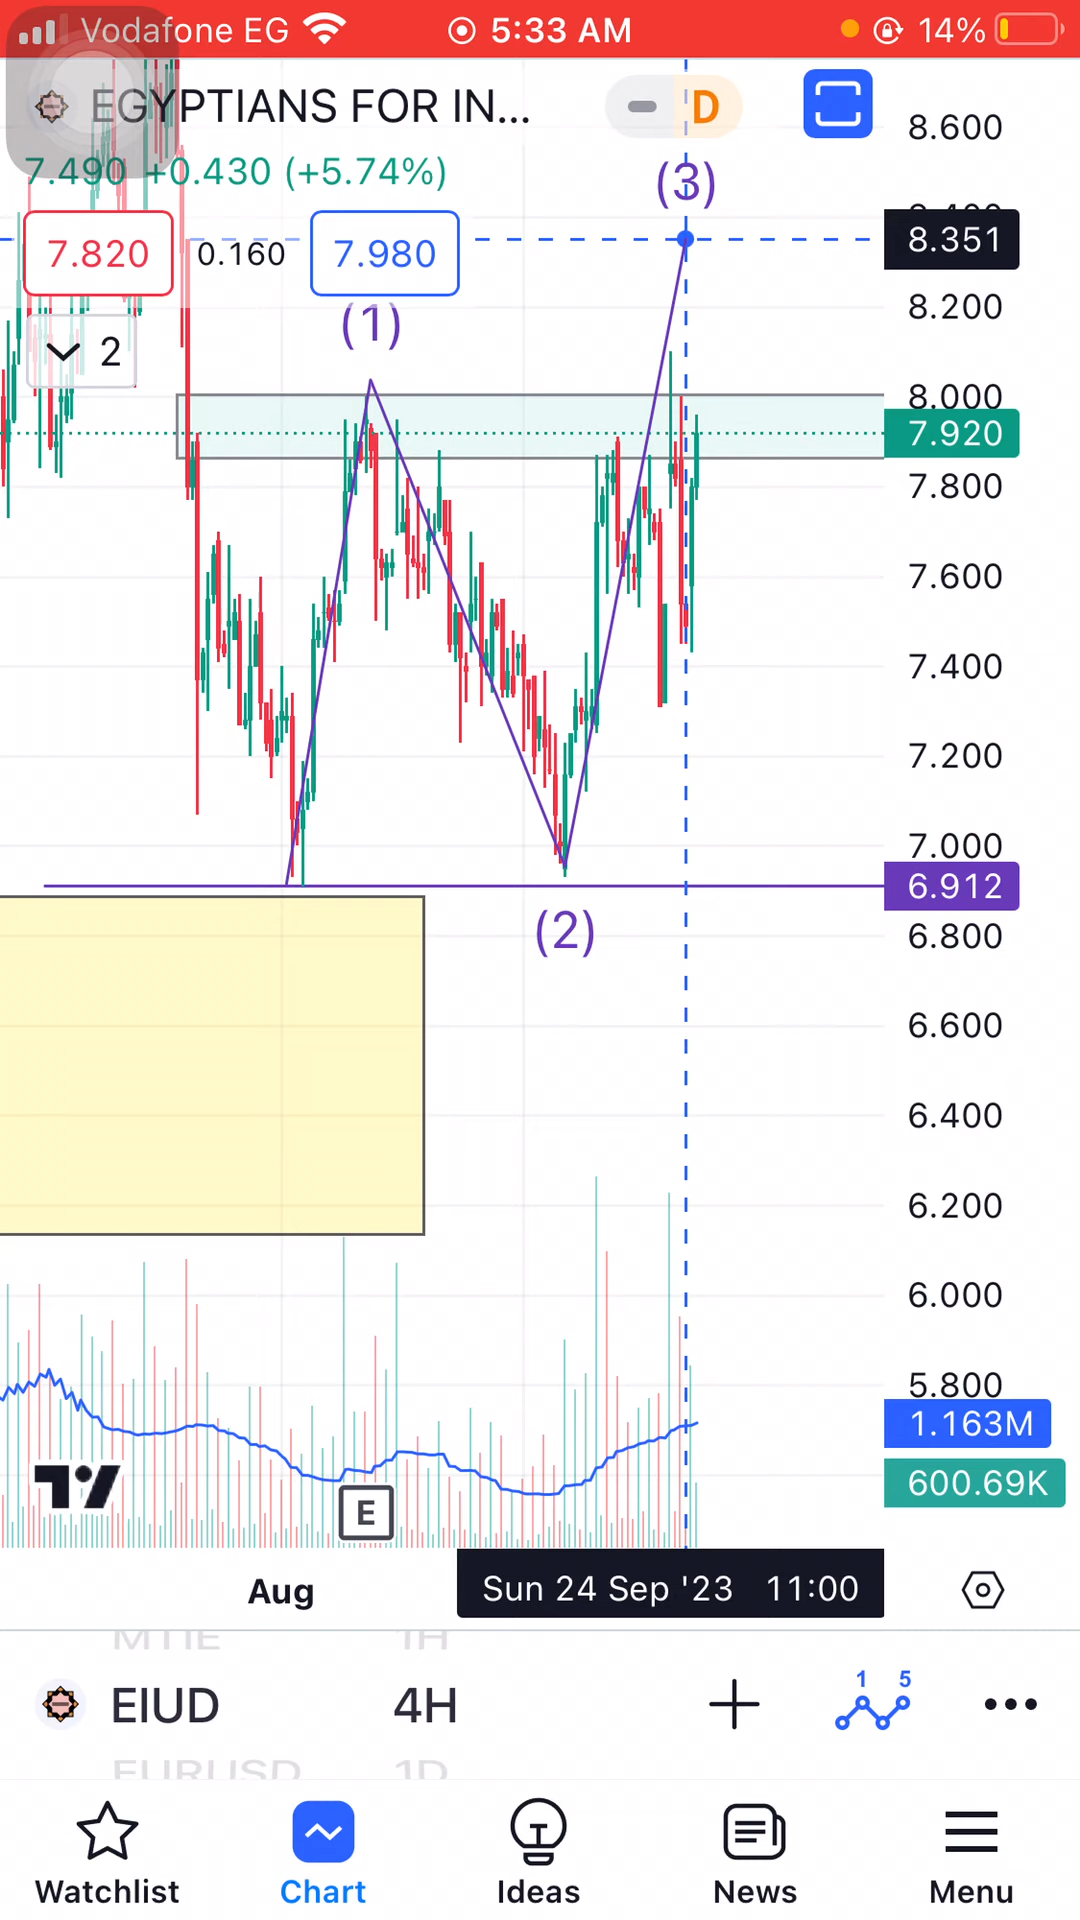 Vodafone EG 5:33 AM 14%
EGYPTIANS FOR IN... D
7.490 +0.430 (+5.74%)
7.820 0.160 7.980
2
(1)
(3)
(2)
8.600
8.351
8.200
8.000
7.920
7.800
7.600
7.400
7.200
7.000
6.912
6.800
6.600
6.400
6.200
6.000
5.800
1.163M
600.69K
E
Aug Sun 24 Sep '23 11:00
1H
EIUD 4H 1 5
EURUSD 1D
Watchlist Chart Ideas News Menu